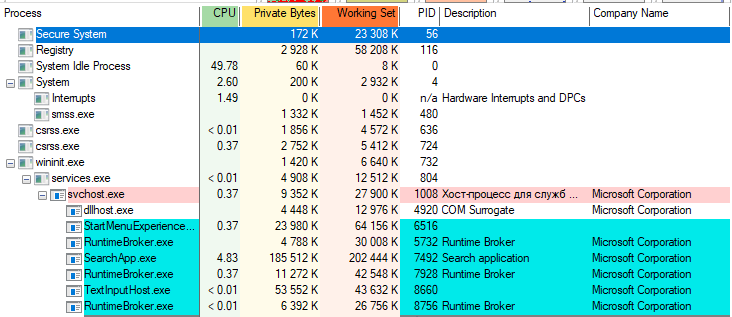 Process CPU Private Bytes Working Set PID Description Company Name
Secure System 172 K 23 308 K 56
Registry 2 928 K 58 208 K 116
System Idle Process 49.78 60 K 8 K 0
System 2.60 200 K 2 932 K 4
Interrupts 1.49 0 K 0 K n/a Hardware Interrupts and DPCs
smss.exe 1 332 K 1 452 K 480
csrss.exe < 0.01 1 856 K 4 572 K 636
csrss.exe 0.37 2 752 K 5 412 K 724
wininit.exe 1 420 K 6 640 K 732
services.exe < 0.01 4 908 K 12 512 K 804
svchost.exe 0.37 9 352 K 27 900 K 1008 Хост-процесс для служб ... Microsoft Corporation
dllhost.exe 4 448 K 12 976 K 4920 COM Surrogate Microsoft Corporation
StartMenuExperience... 0.37 23 980 K 64 156 K 6516 Microsoft Corporation
RuntimeBroker.exe 4 788 K 30 008 K 5732 Runtime Broker Microsoft Corporation
SearchApp.exe 4.83 185 512 K 202 444 K 7492 Search application Microsoft Corporation
RuntimeBroker.exe 0.37 11 272 K 42 548 K 7928 Runtime Broker Microsoft Corporation
TextInputHost.exe < 0.01 53 552 K 43 632 K 8660 Microsoft Corporation
RuntimeBroker.exe < 0.01 6 392 K 26 756 K 8756 Runtime Broker Microsoft Corporation